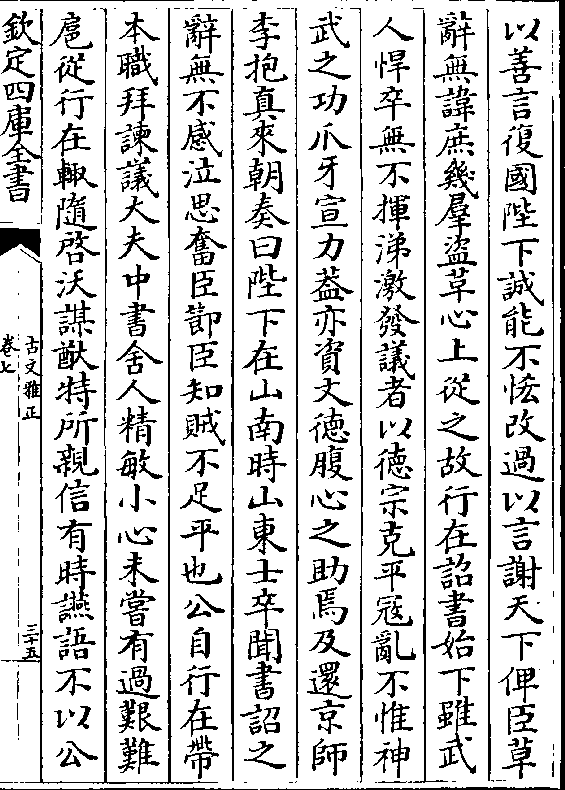 以善言復國陛下誠能不恡改過以言謝天下俾臣草
辭無諱庶幾羣盜革心上從之故行在詔書始下雖武
人悍卒無不揮涕激發議者以德宗克平冦亂不惟神
武之功爪牙宣力葢亦資文德腹心之助焉及還京師
李抱真來朝奏曰陛下在山南時山東士卒聞書詔之
辭無不感泣思奮臣節臣知賊不足平也公自行在帶
本職拜諫議大夫中書舍人精敏小心未嘗有過艱難
扈從行在輙隨啓沃謀猷特所親信有時讌語不以公
欽定四庫全書
古文雅正
卷七
三十五